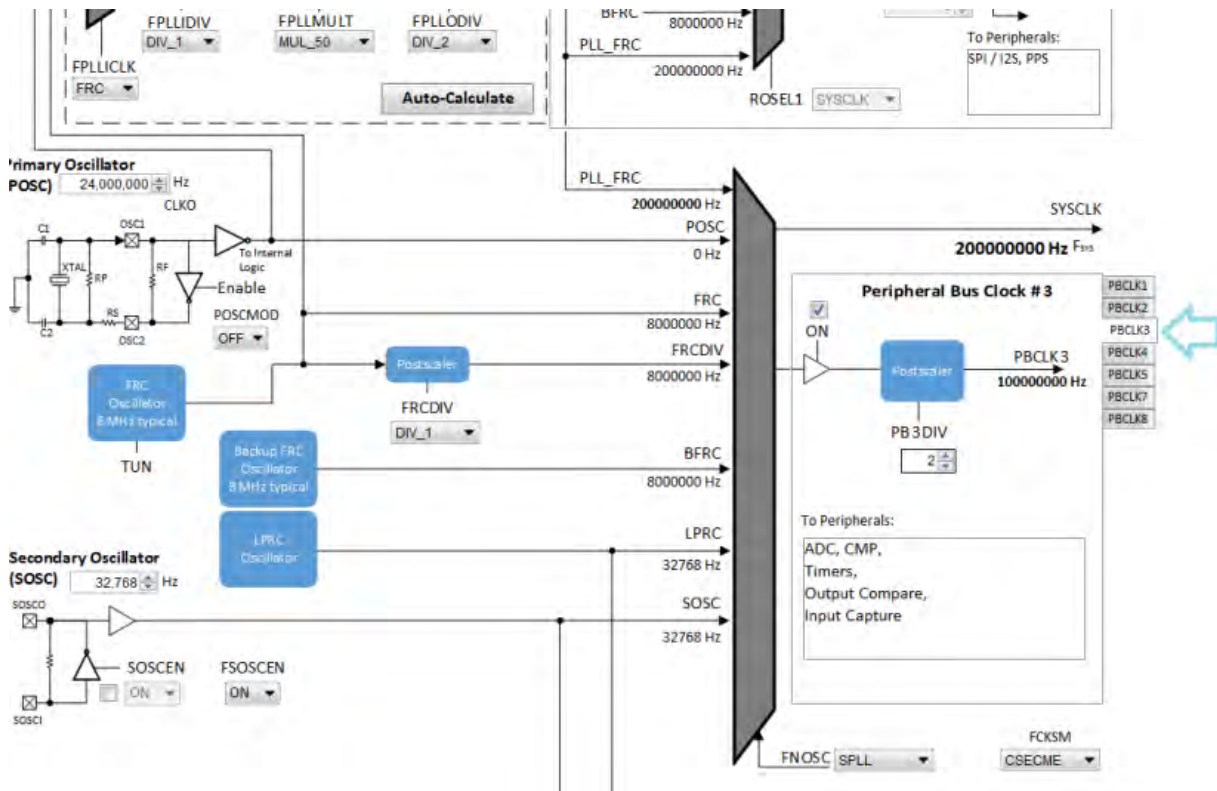 FPLLIDIV
DIV_1
FPLLMULT
MUL_50
FPLLODIV
DIV_2
FPLLICLK
FRC
Auto-Calculate
BFRC
8000000 Hz
PLL_FRC
200000000 Hz
ROSEL1 SYSCLK
To Peripherals:
SPI / I2S, PPS
Primary Oscillator
(POSC) 24,000,000 Hz
CLKO
C1
OSC1
XTAL
RP
RF
RS
C2
OSC2
To Internal
Logic
Enable
POSCMOD
OFF
PLL_FRC
200000000 Hz
POSC
0 Hz
FRC
8000000 Hz
FRCDIV
8000000 Hz
FRC
Oscillator
8 MHz typical
TUN
Postscaler
FRCDIV
DIV_1
Backup FRC
Oscillator
8 MHz typical
BFRC
8000000 Hz
LPRC
Oscillator
LPRC
32768 Hz
Secondary Oscillator
(SOSC) 32,768 Hz
SOSCO
SOSCI
SOSCEN
ON
FSOSCEN
ON
SOSC
32768 Hz
SYSCLK
200000000 Hz Fsys
Peripheral Bus Clock #3
ON
Postscaler
PBCLK3
100000000 Hz
PB3DIV
2
To Peripherals:
ADC, CMP,
Timers,
Output Compare,
Input Capture
PBCLK1
PBCLK2
PBCLK3
PBCLK4
PBCLK5
PBCLK7
PBCLK8
FNOSC SPLL
FCKSM
CSECME